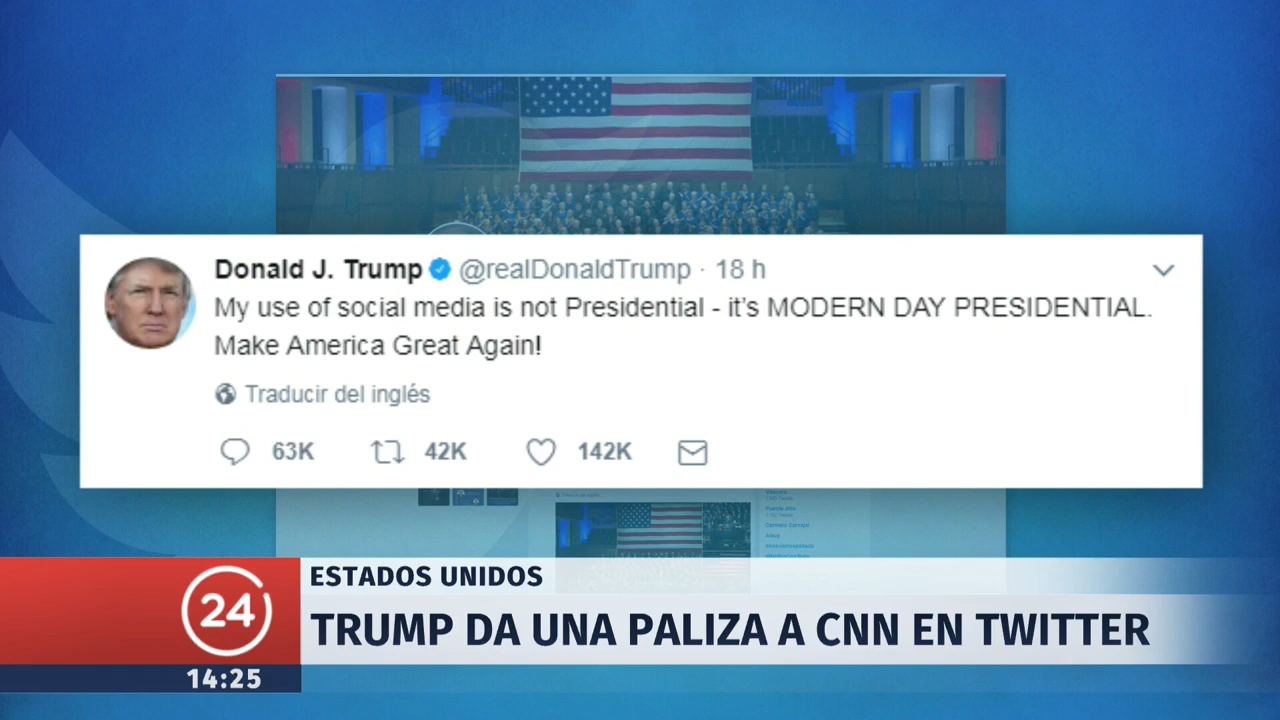 Donald J. Trump @realDonaldTrump · 18 h
My use of social media is not Presidential - it's MODERN DAY PRESIDENTIAL.
Make America Great Again!
Traducir del inglés
63K 42K 142K
ESTADOS UNIDOS
24 TRUMP DA UNA PALIZA A CNN EN TWITTER
14:25